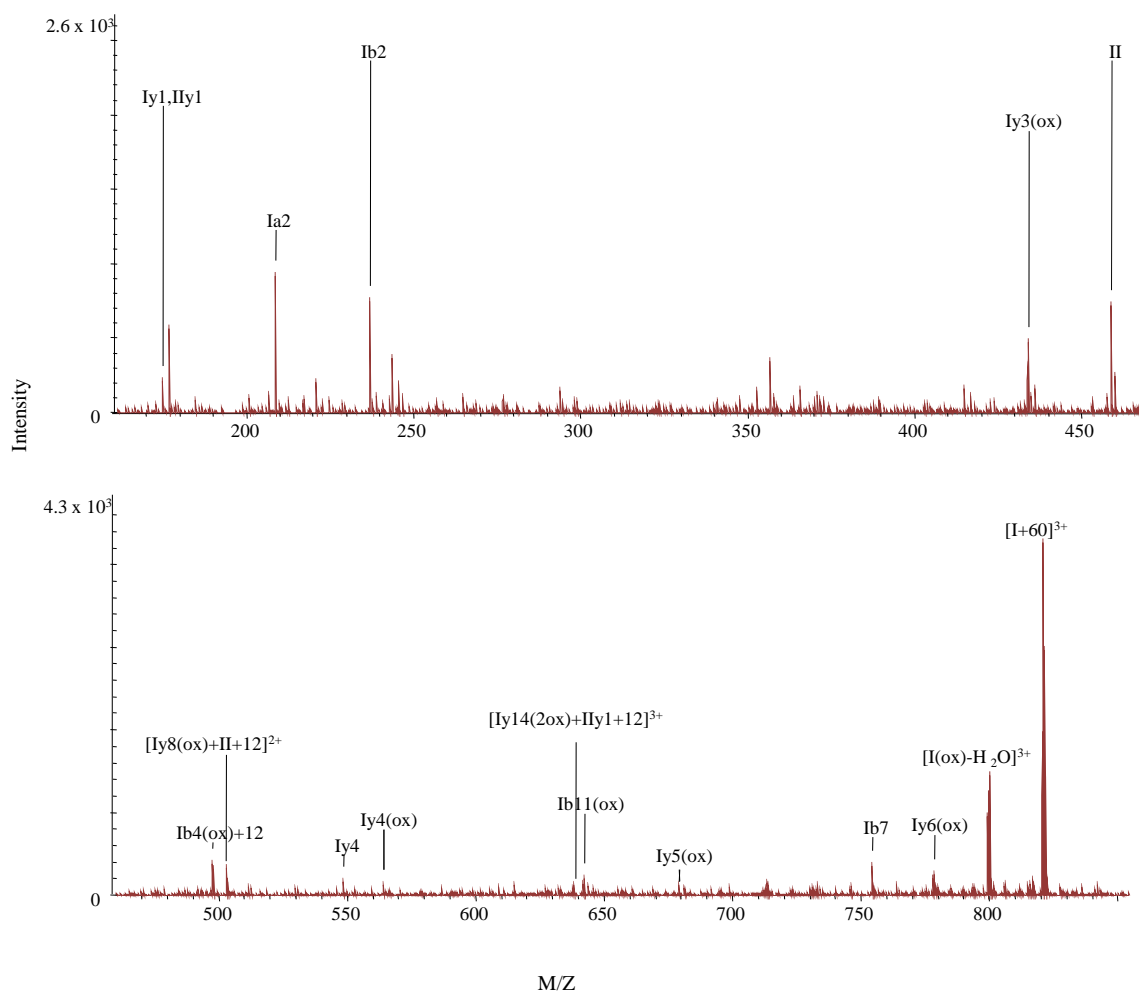 2.6 x 10³
Ib2
II
Iy1,IIy1
Iy3(ox)
Ia2
0
200
250
300
350
400
450
Intensity
4.3 x 10³
[I+60]³⁺
[Iy14(2ox)+IIy1+12]³⁺
[Iy8(ox)+II+12]²⁺
[I(ox)-H₂O]³⁺
Ib11(ox)
Ib4(ox)+12
Iy4
Iy4(ox)
Iy5(ox)
Ib7
Iy6(ox)
0
500
550
600
650
700
750
800
M/Z